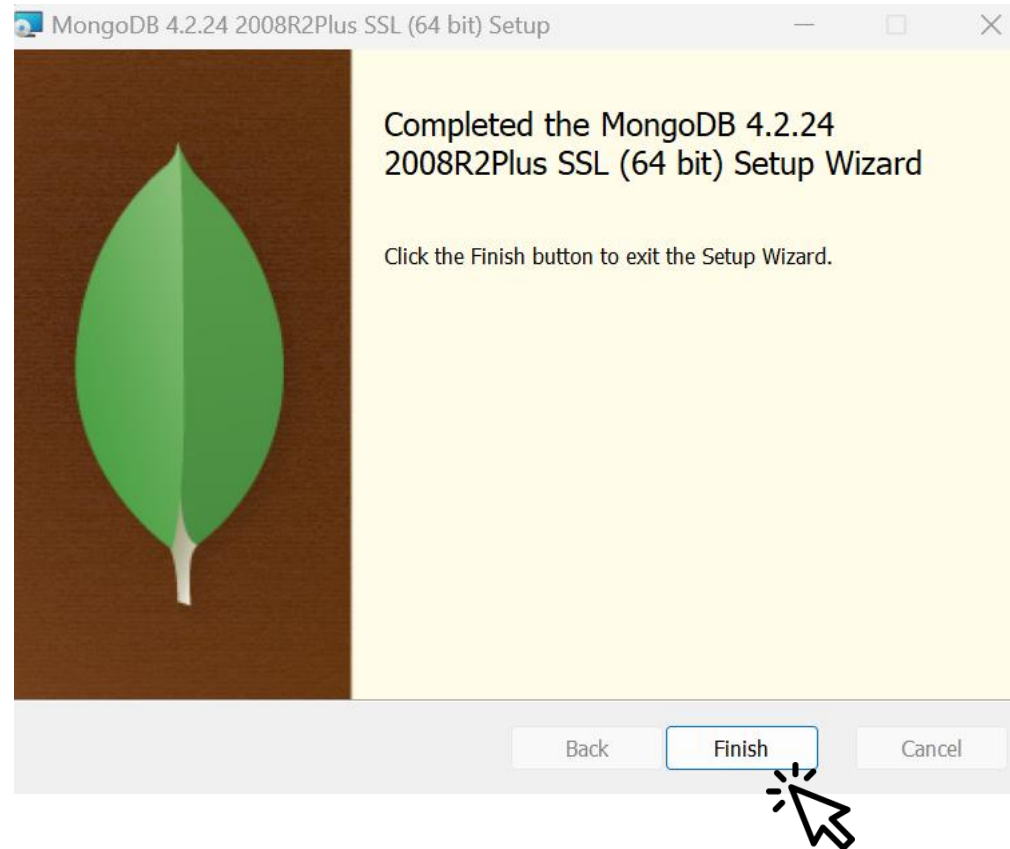 MongoDB 4.2.24 2008R2Plus SSL (64 bit) Setup
Completed the MongoDB 4.2.24
2008R2Plus SSL (64 bit) Setup Wizard
Click the Finish button to exit the Setup Wizard.
Back Finish Cancel